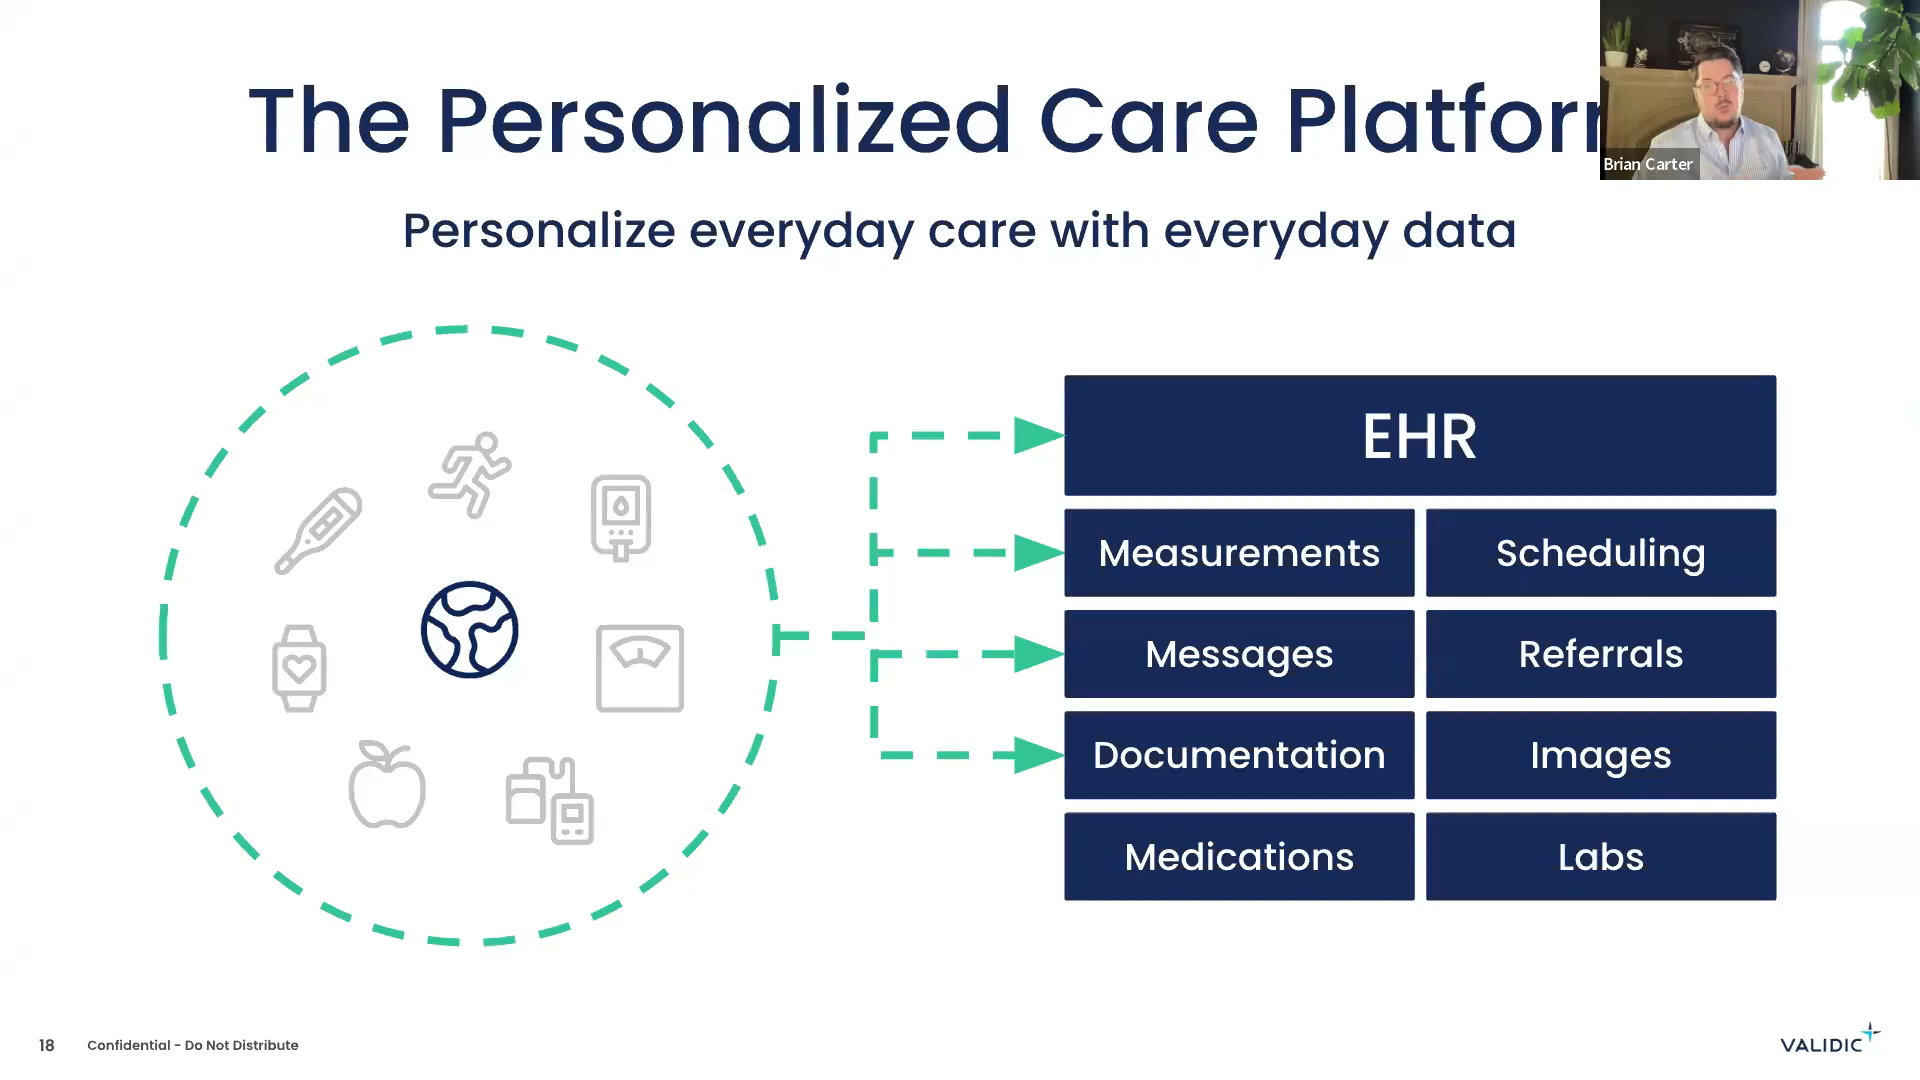 The Personalized Care Platfor
Brian Carter
Personalize everyday care with everyday data
EHR
Measurements
Scheduling
Messages
Referrals
Documentation
Images
Medications
Labs
18
Confidential - Do Not Distribute
VALIDIC